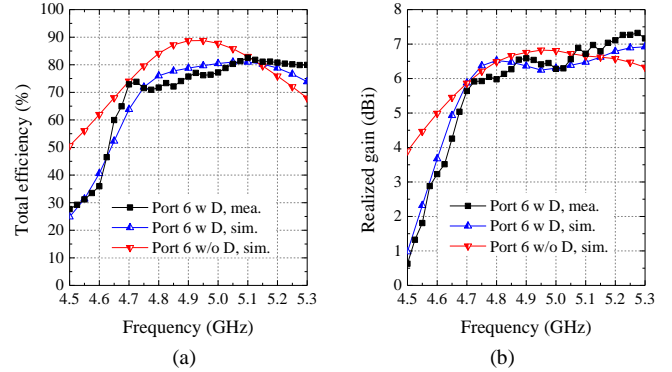 100
90
80
70
60
50
40
30
20
10
0
Total efficiency (%)
Port 6 w D, mea.
Port 6 w D, sim.
Port 6 w/o D, sim.
4.5 4.6 4.7 4.8 4.9 5.0 5.1 5.2 5.3
Frequency (GHz)
(a)
8
7
6
5
4
3
2
1
0
Realized gain (dBi)
Port 6 w D, mea.
Port 6 w D, sim.
Port 6 w/o D, sim.
4.5 4.6 4.7 4.8 4.9 5.0 5.1 5.2 5.3
Frequency (GHz)
(b)